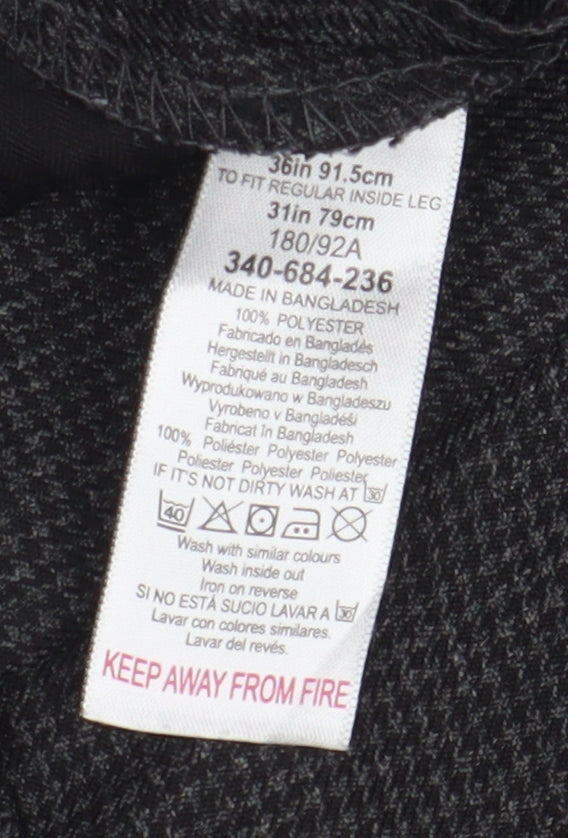 36in 91.5cm
TO FIT REGULAR INSIDE LEG
31in 79cm
180/92A
340-684-236
MADE IN BANGLADESH
100% POLYESTER
Fabricado en Bangladés
Hergestellt in Bangladesch
Fabriqué au Bangladesh
Wyprodukowano w Bangladeszu
Vyrobeno v Bangladéši
Fabricat în Bangladesh
100% Poliéster Polyester Polyester
Poliester Polyester Poliester
IF IT'S NOT DIRTY WASH AT 30
40
Wash with similar colours
Wash inside out
Iron on reverse
SI NO ESTÁ SUCIO LAVAR A 30
Lavar con colores similares.
Lavar del revés.
KEEP AWAY FROM FIRE